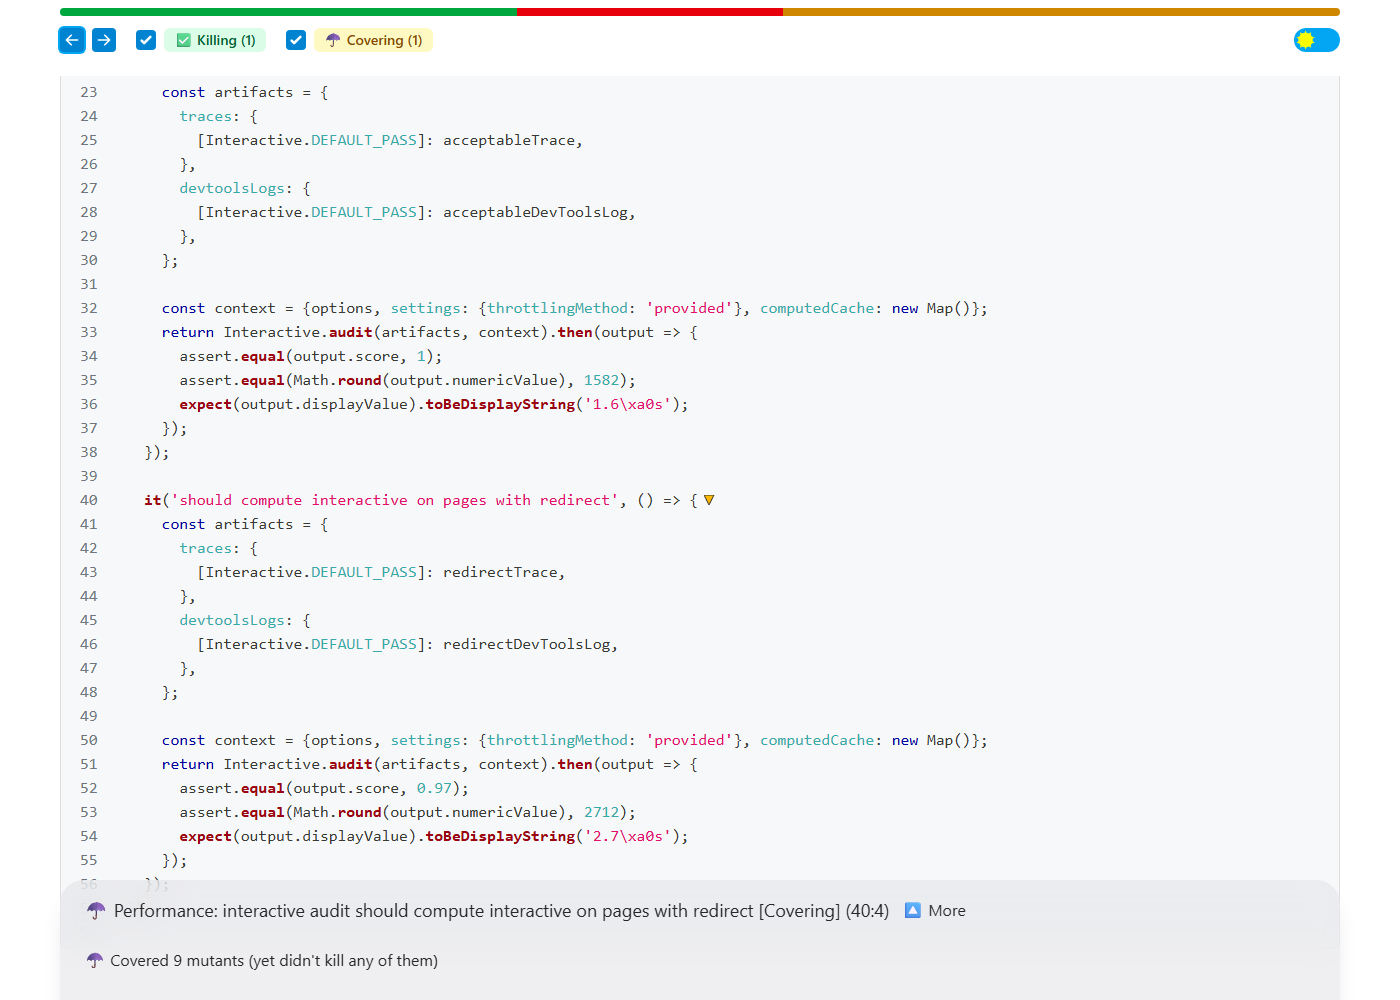 Killing (1)
Covering (1)
23 const artifacts = {
24 traces: {
25 [Interactive.DEFAULT_PASS]: acceptableTrace,
26 },
27 devtoolsLogs: {
28 [Interactive.DEFAULT_PASS]: acceptableDevToolsLog,
29 },
30 };
31
32 const context = {options, settings: {throttlingMethod: 'provided'}, computedCache: new Map()};
33 return Interactive.audit(artifacts, context).then(output => {
34 assert.equal(output.score, 1);
35 assert.equal(Math.round(output.numericValue), 1582);
36 expect(output.displayValue).toBeDisplayString('1.6\xa0s');
37 });
38 });
39
40 it('should compute interactive on pages with redirect', () => {
41 const artifacts = {
42 traces: {
43 [Interactive.DEFAULT_PASS]: redirectTrace,
44 },
45 devtoolsLogs: {
46 [Interactive.DEFAULT_PASS]: redirectDevToolsLog,
47 },
48 };
49
50 const context = {options, settings: {throttlingMethod: 'provided'}, computedCache: new Map()};
51 return Interactive.audit(artifacts, context).then(output => {
52 assert.equal(output.score, 0.97);
53 assert.equal(Math.round(output.numericValue), 2712);
54 expect(output.displayValue).toBeDisplayString('2.7\xa0s');
55 });
56 });
Performance: interactive audit should compute interactive on pages with redirect [Covering] (40:4) More
Covered 9 mutants (yet didn't kill any of them)